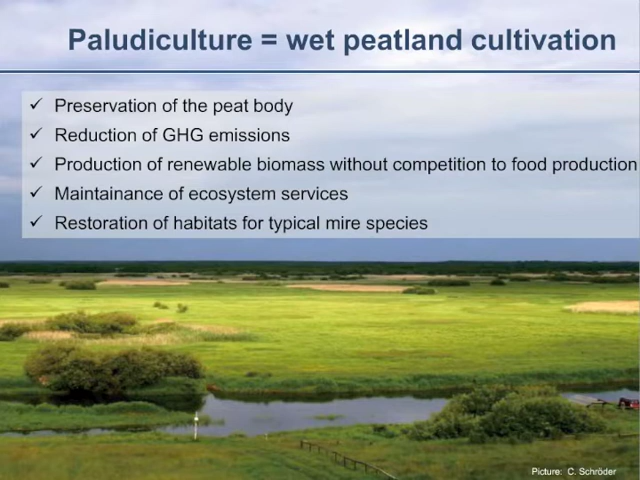 Paludiculture = wet peatland cultivation
✓ Preservation of the peat body
✓ Reduction of GHG emissions
✓ Production of renewable biomass without competition to food production
✓ Maintainance of ecosystem services
✓ Restoration of habitats for typical mire species
Picture: C. Schröder